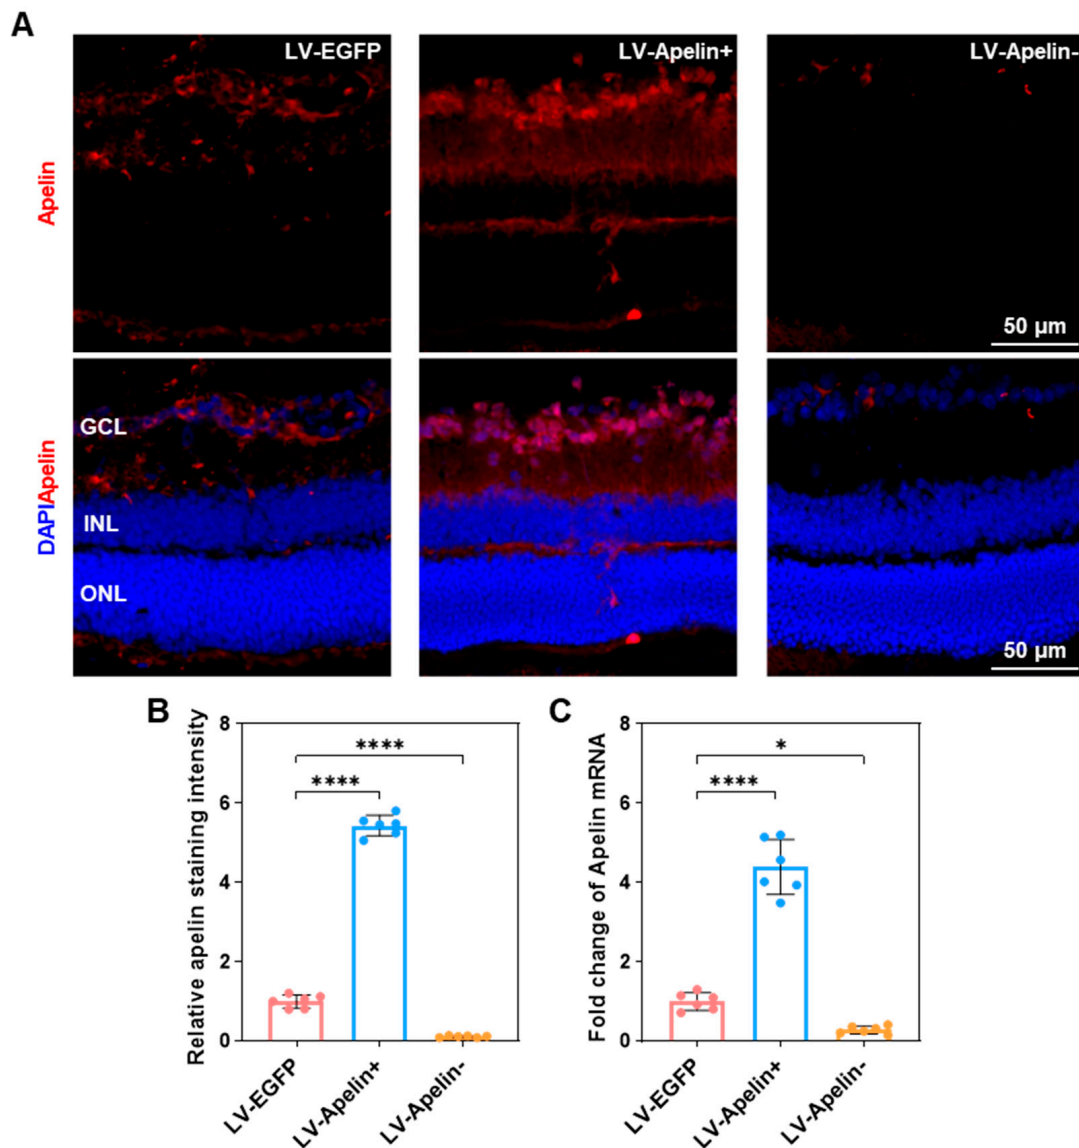 A
LV-EGFP
LV-Apelin+
LV-Apelin-
Apelin
50 µm
DAPIApelin
GCL
INL
ONL
50 µm
B
Relative apelin staining intensity
8
6
4
2
0
****
****
LV-EGFP
LV-Apelin+
LV-Apelin-
C
Fold change of Apelin mRNA
8
6
4
2
0
*
****
LV-EGFP
LV-Apelin+
LV-Apelin-